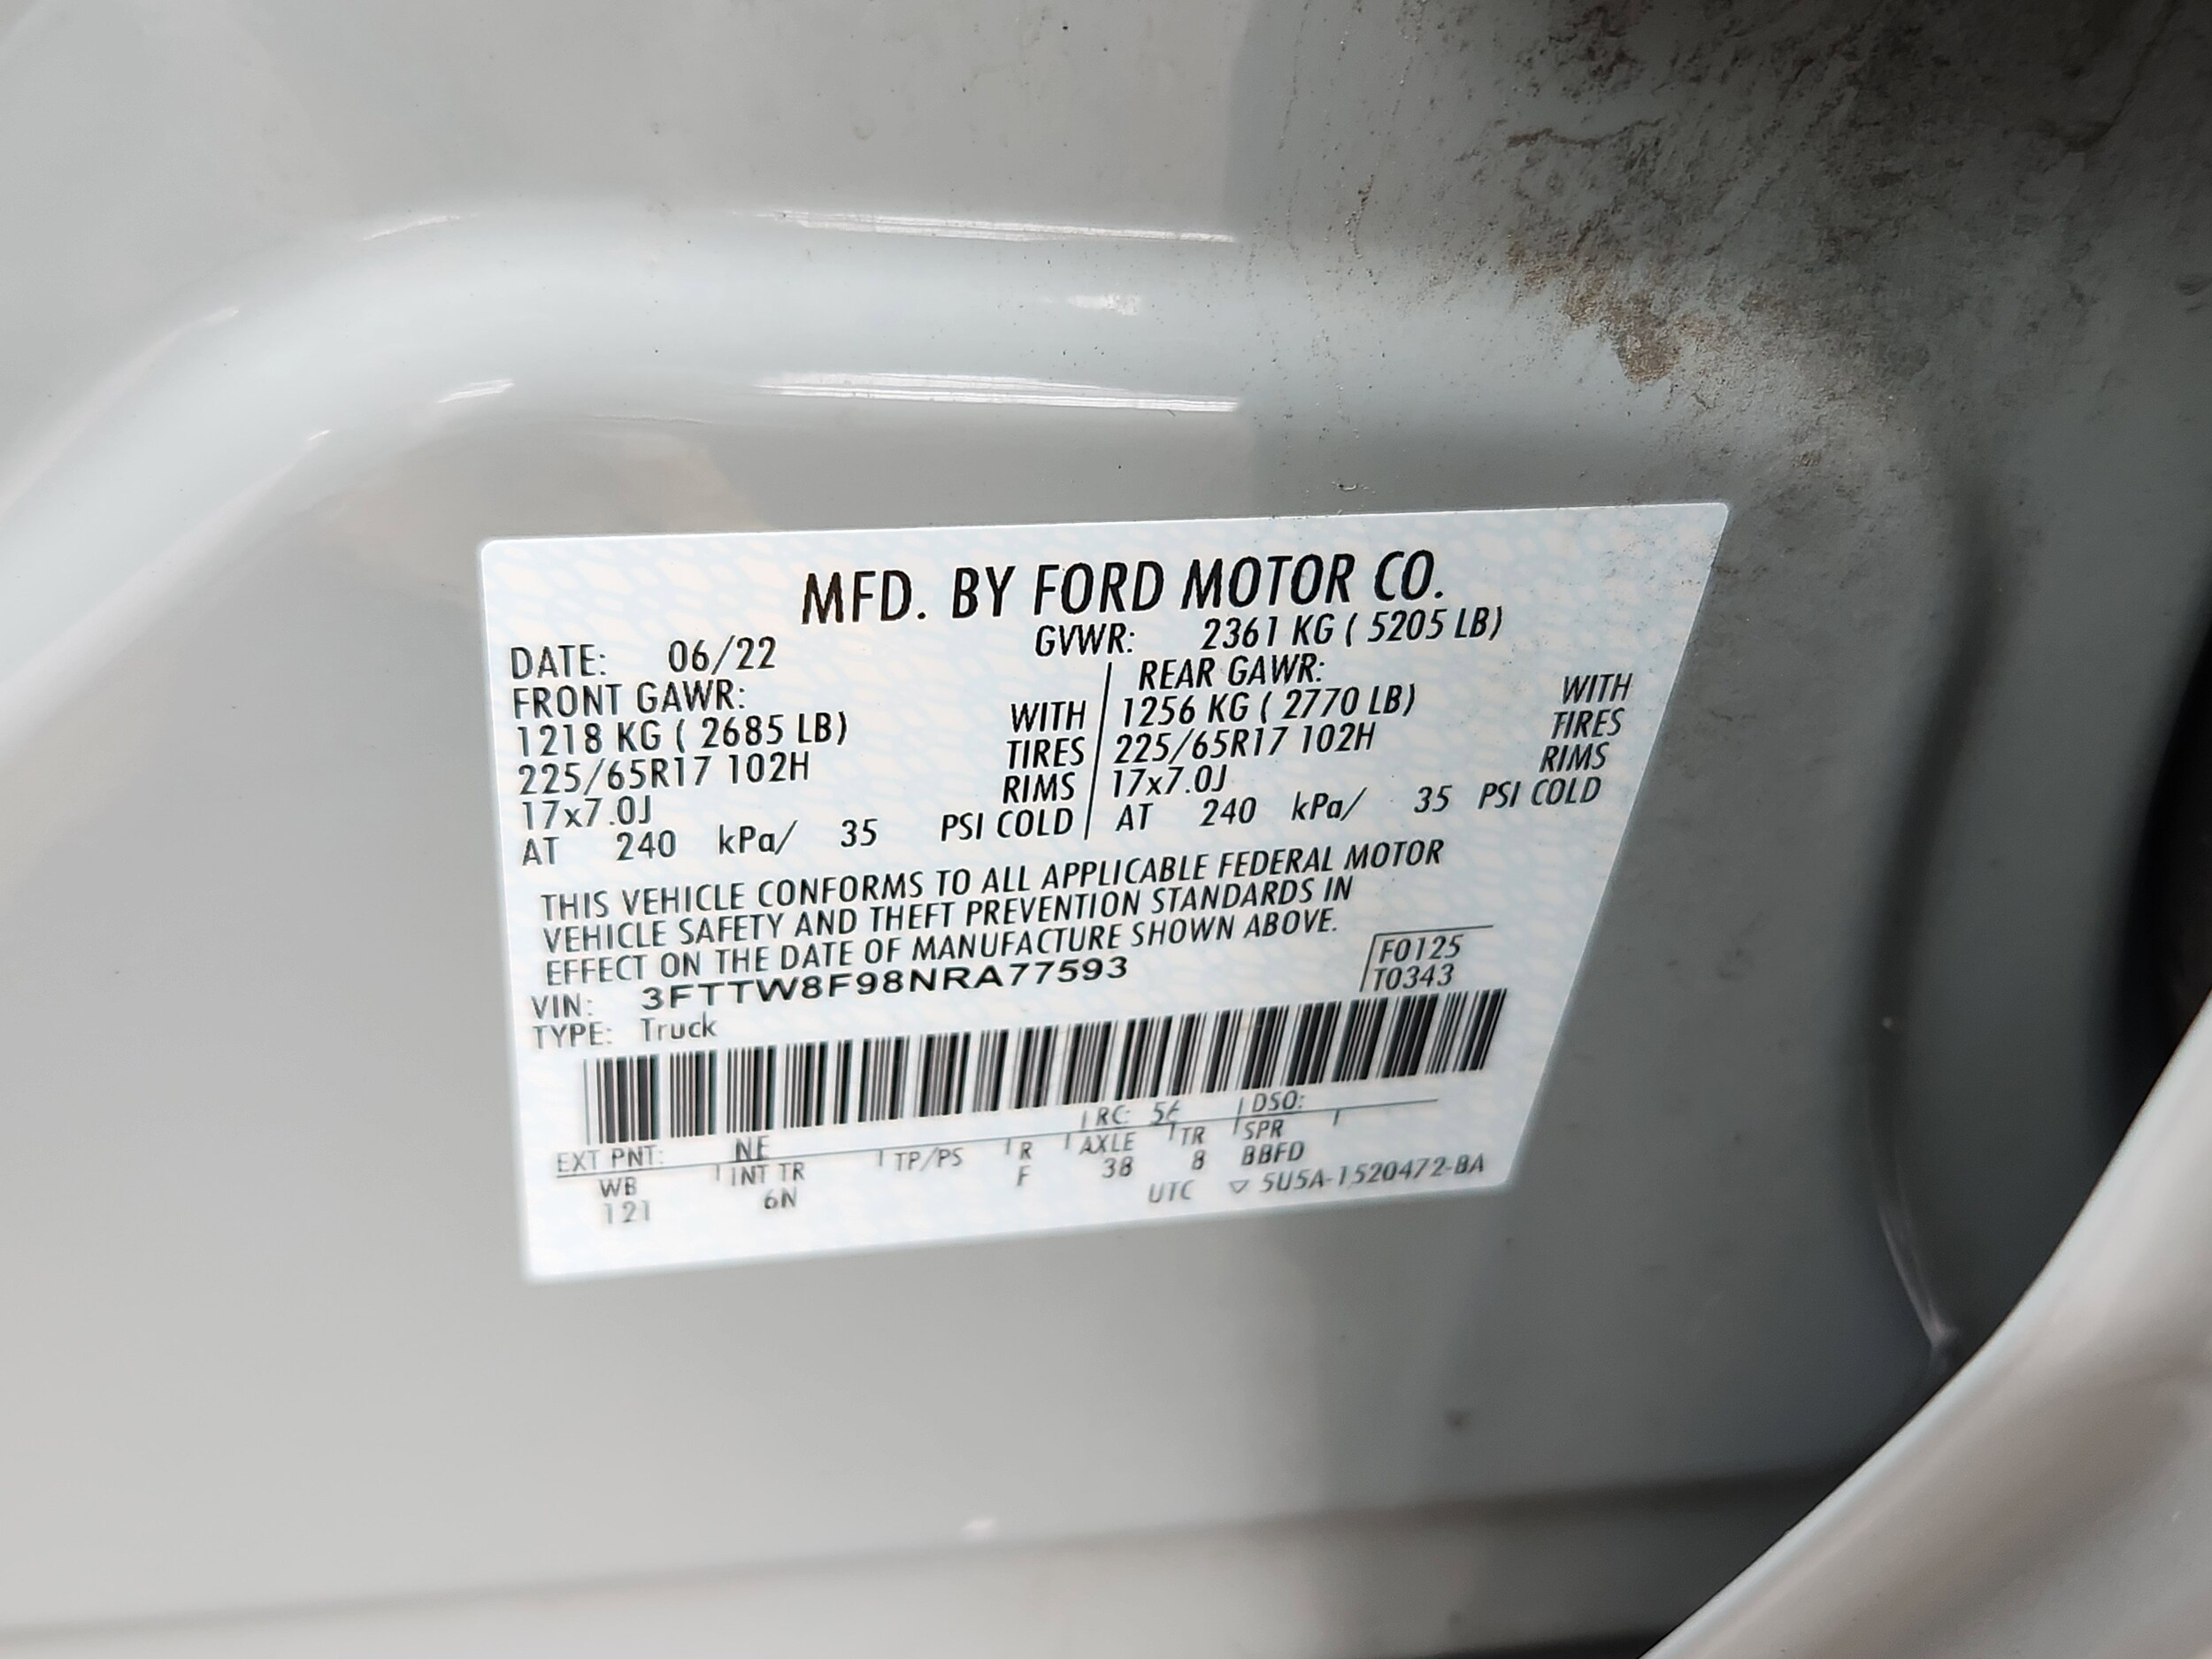 MFD. BY FORD MOTOR CO.
DATE: 06/22 GVWR: 2361 KG ( 5205 LB)
FRONT GAWR: REAR GAWR:
1218 KG ( 2685 LB) WITH 1256 KG ( 2770 LB) WITH
225/65R17 102H TIRES 225/65R17 102H TIRES
17x7.0J RIMS 17x7.0J RIMS
AT 240 kPa/ 35 PSI COLD AT 240 kPa/ 35 PSI COLD
THIS VEHICLE CONFORMS TO ALL APPLICABLE FEDERAL MOTOR
VEHICLE SAFETY AND THEFT PREVENTION STANDARDS IN
EFFECT ON THE DATE OF MANUFACTURE SHOWN ABOVE.
VIN: 3FTTW8F98NRA77593 F0125
TYPE: Truck T0343
EXT PNT: NE RC: DSO:
WB INT TR TP/PS R AXLE TR SPR
121 6N F 38 8 BBFD
UTC ▽ 5U5A-1520472-BA